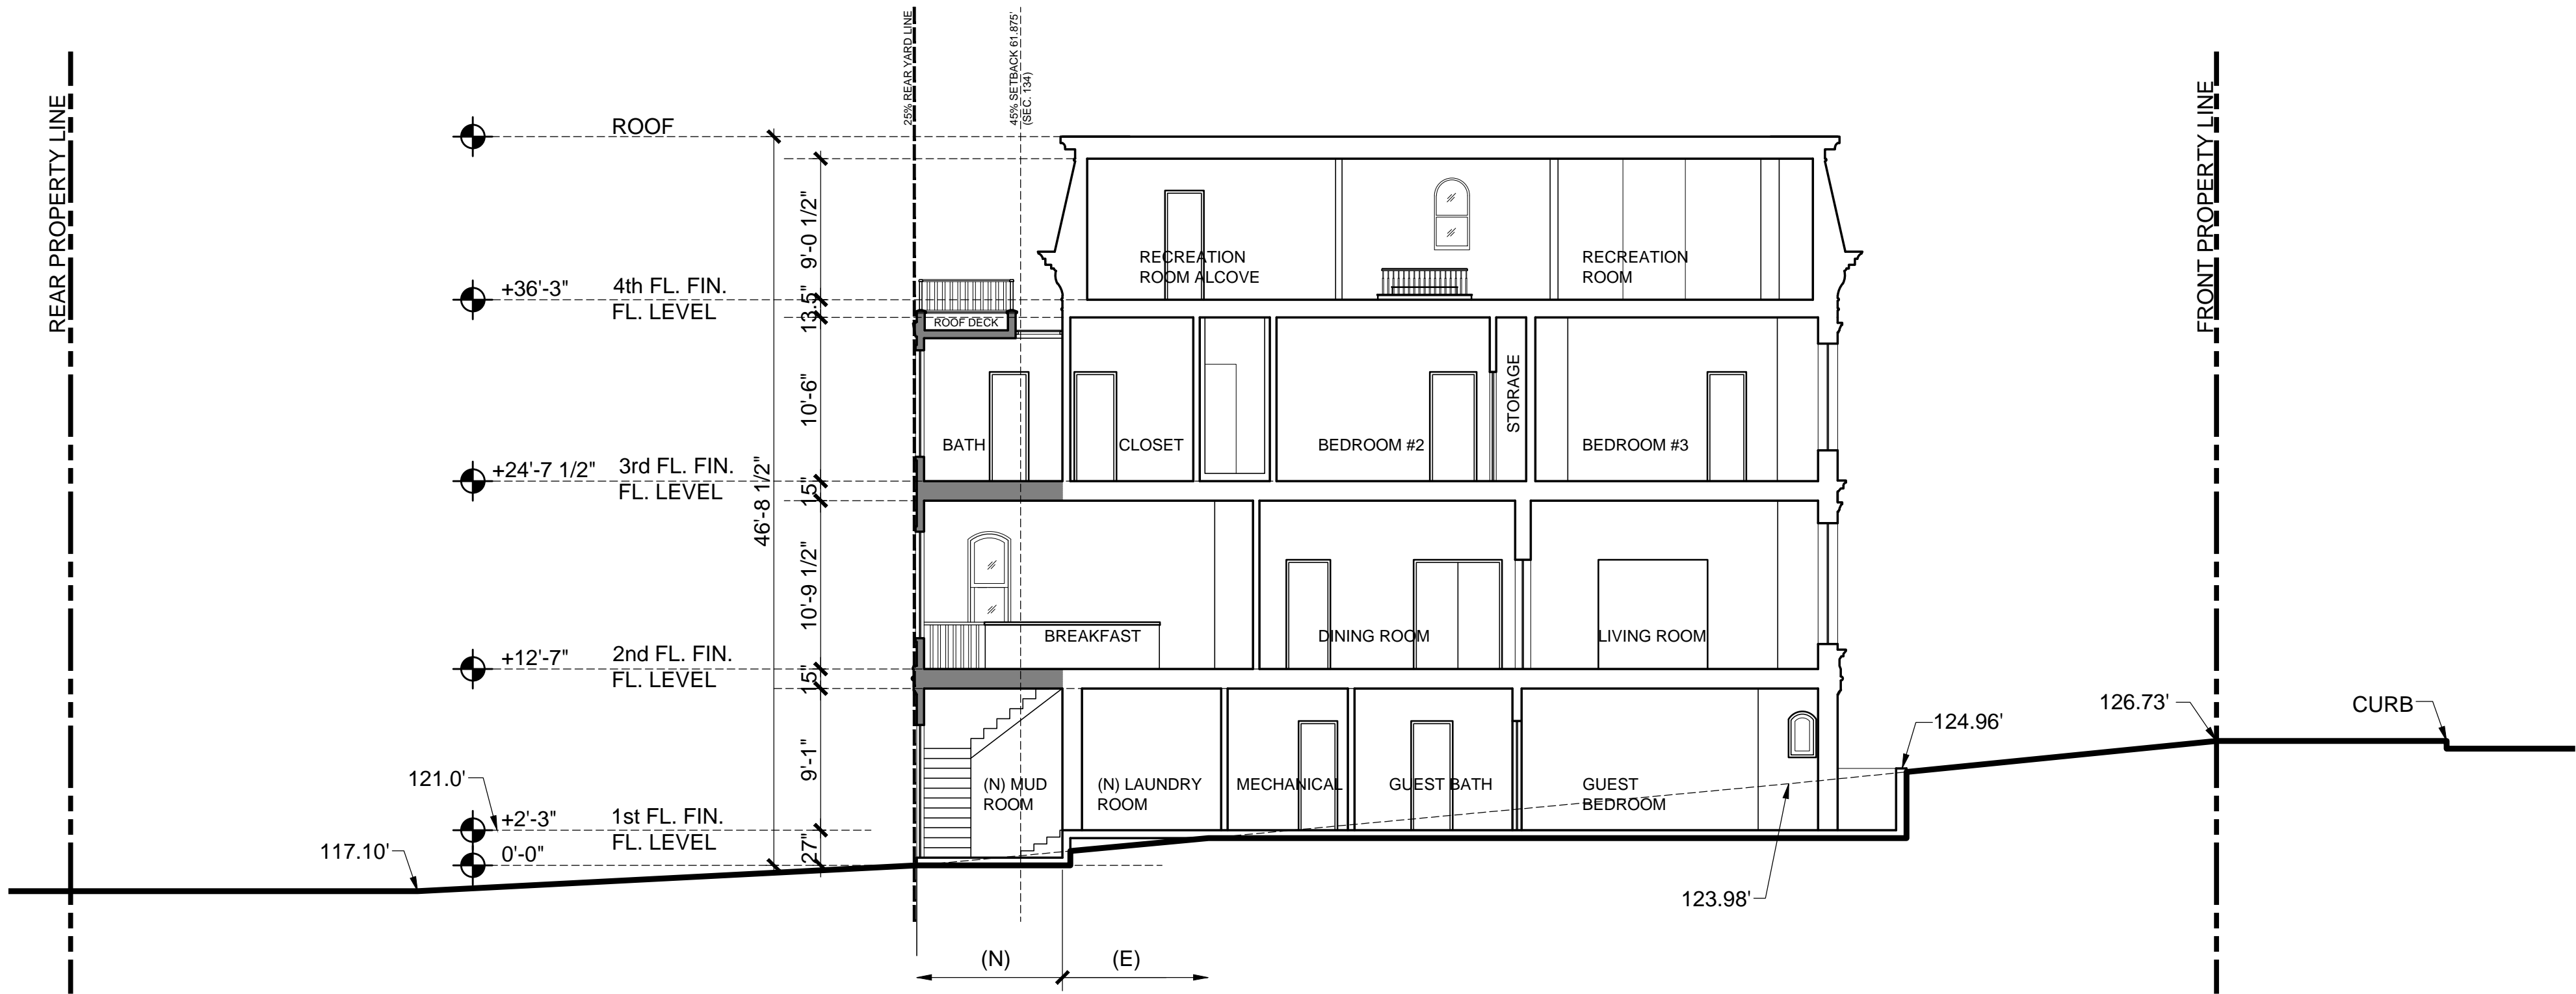 25% REAR YARD LINE
45% SETBACK 61.875'
(SEC. 134)
REAR PROPERTY LINE
FRONT PROPERTY LINE
ROOF
9'-0 1/2"
RECREATION
ROOM ALCOVE
RECREATION
ROOM
+36'-3"
4th FL. FIN.
FL. LEVEL
13.5"
ROOF DECK
10'-6"
STORAGE
BATH
CLOSET
BEDROOM #2
BEDROOM #3
+24'-7 1/2"
3rd FL. FIN.
FL. LEVEL
15"
46'-8 1/2"
10'-9 1/2"
BREAKFAST
DINING ROOM
LIVING ROOM
+12'-7"
2nd FL. FIN.
FL. LEVEL
15"
126.73'
CURB
124.96'
9'-1"
121.0'
(N) MUD
ROOM
(N) LAUNDRY
ROOM
MECHANICAL
GUEST BATH
GUEST
BEDROOM
+2'-3"
1st FL. FIN.
FL. LEVEL
117.10'
0'-0"
27"
123.98'
(N)
(E)